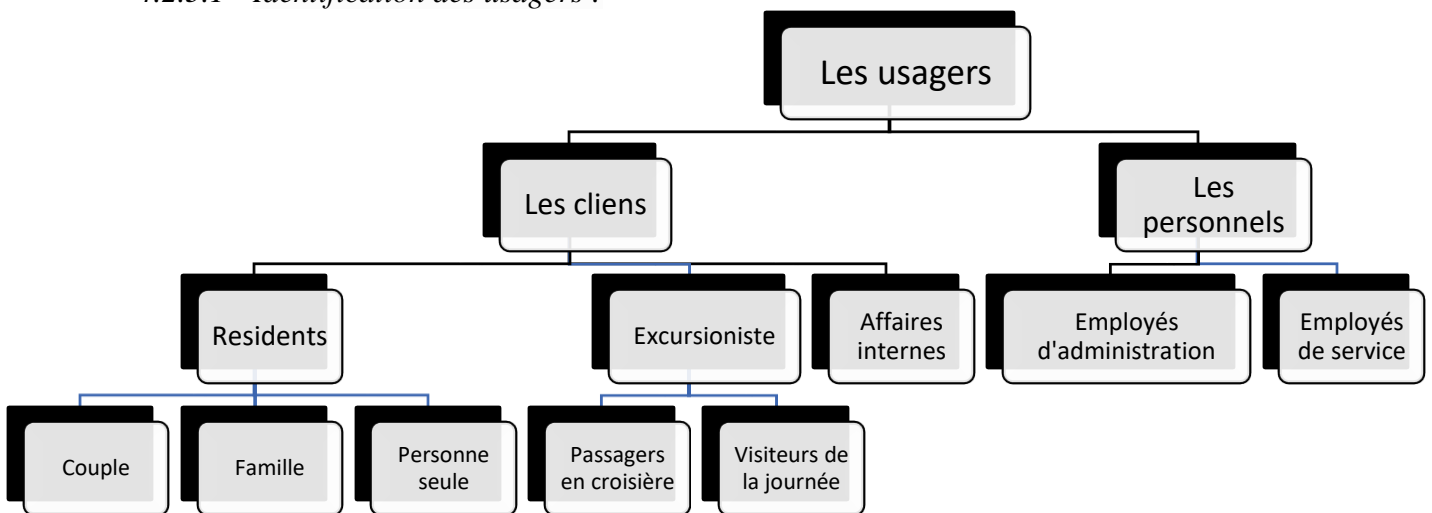 4.2.3.1 Identification des usagers :
Les usagers
Les cliens
Les
personnels
Residents
Excursioniste
Affaires
internes
Employés
d'administration
Employés
de service
Couple
Famille
Personne
seule
Passagers
en croisière
Visiteurs de
la journée